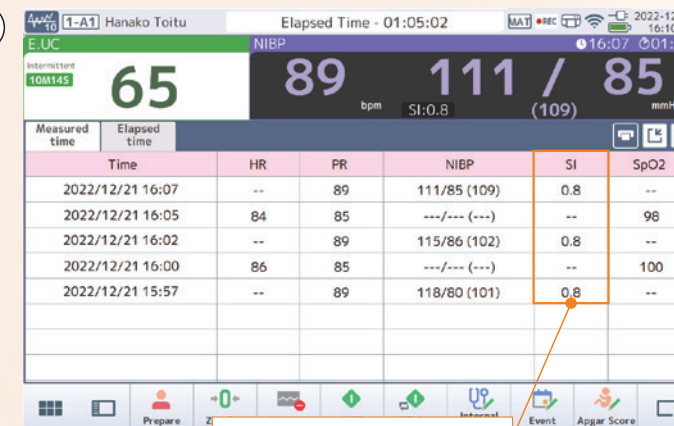 10 1-A1 Hanako Toitu Elapsed Time - 01:05:02 MAT REC 2022-12
16:10
E.UC NIBP 16:07 01:
Intermittent
10M14S
65 89 bpm SI:0.8 111 / 85
(109) mmH
Measured time Elapsed time
Time HR PR NIBP SI SpO2
2022/12/21 16:07 -- 89 111/85 (109) 0.8 --
2022/12/21 16:05 84 85 ---/--- (---) -- 98
2022/12/21 16:02 -- 89 115/86 (102) 0.8 --
2022/12/21 16:00 86 85 ---/--- (---) -- 100
2022/12/21 15:57 -- 89 118/80 (101) 0.8 --
0
Prepare Internal Event Apgar Score